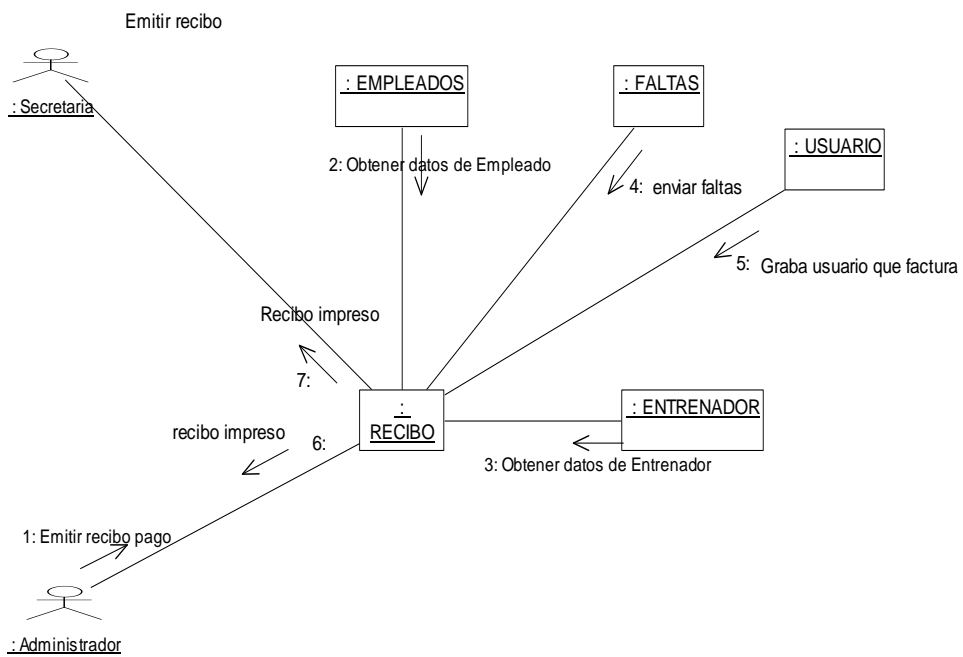 Emitir recibo
: Secretaria
: EMPLEADOS
: FALTAS
: USUARIO
2: Obtener datos de Empleado
4: enviar faltas
5: Graba usuario que factura
Recibo impreso
7:
:
RECIBO
: ENTRENADOR
recibo impreso
6:
3: Obtener datos de Entrenador
1: Emitir recibo pago
: Administrador